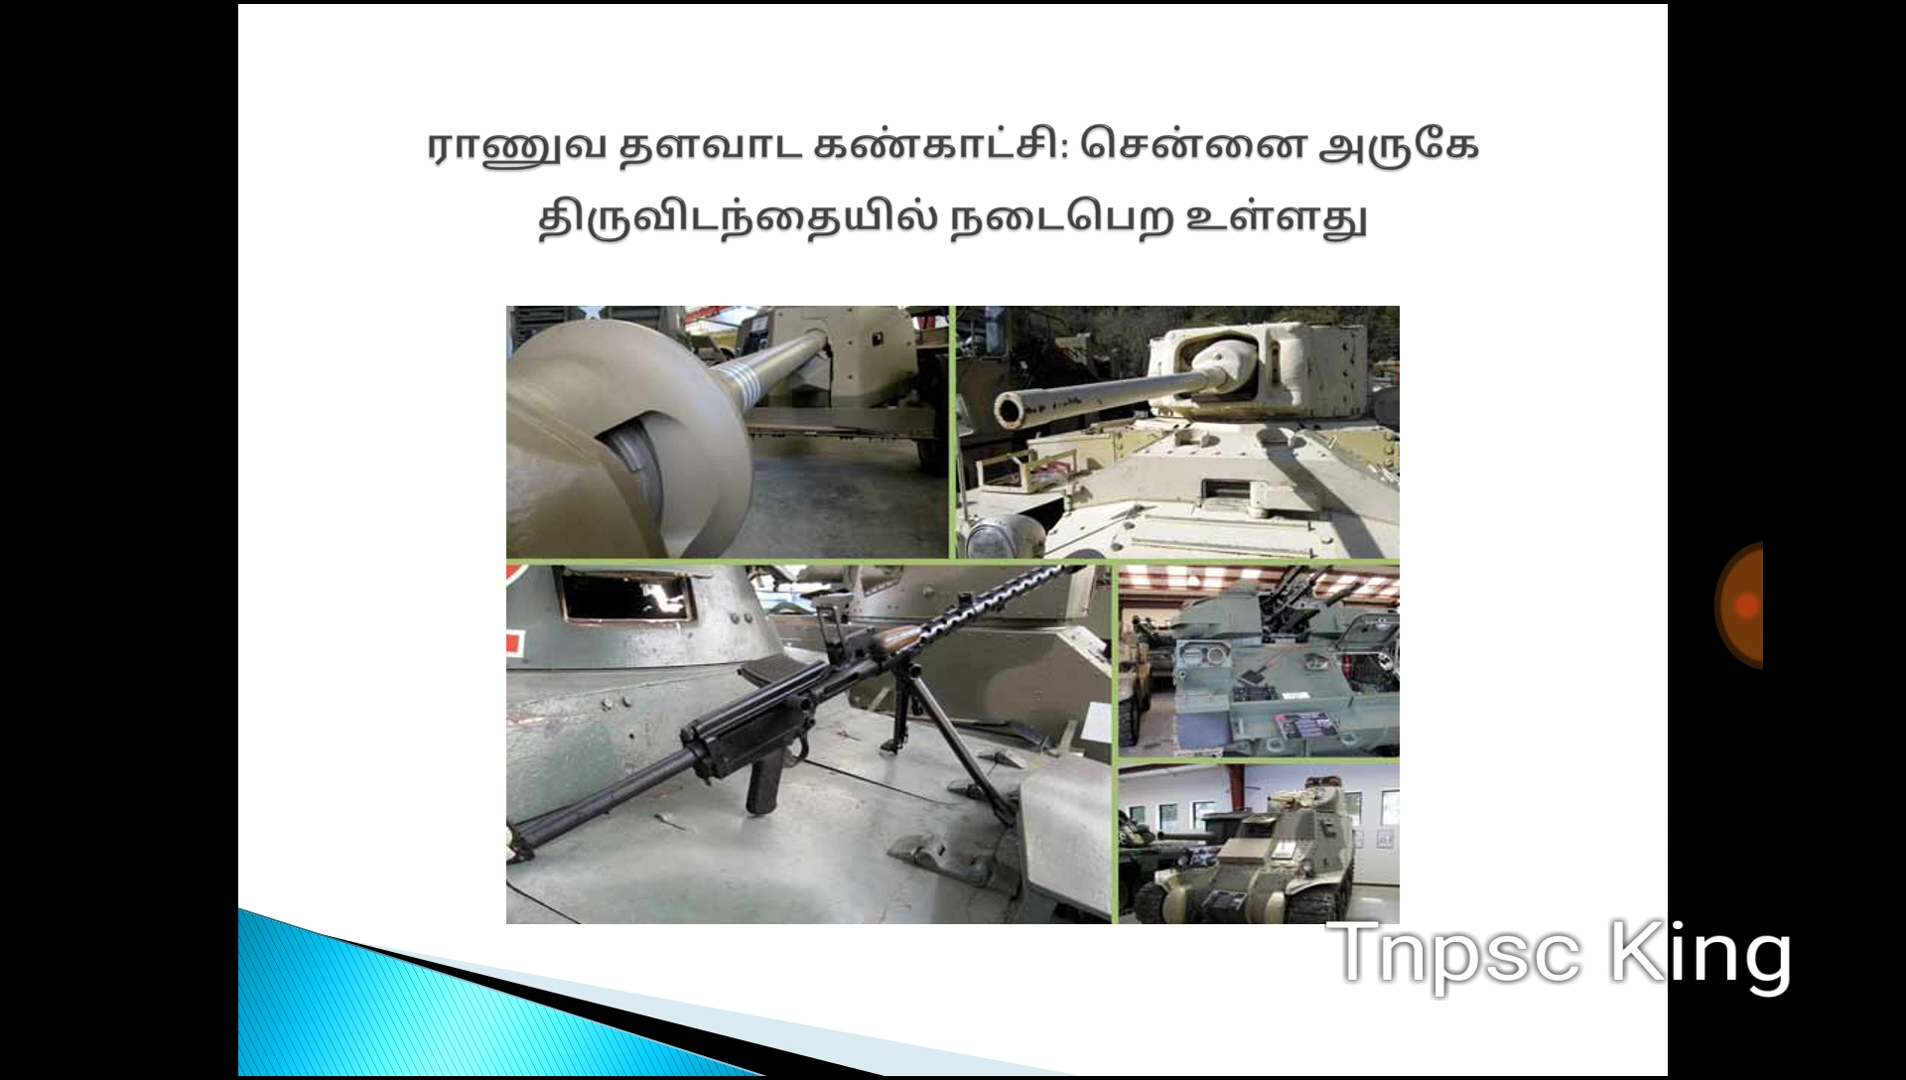 ராணுவ தளவாட கண்காட்சி: சென்னை அருகே
திருவிடந்தையில் நடைபெற உள்ளது
Tnpsc King